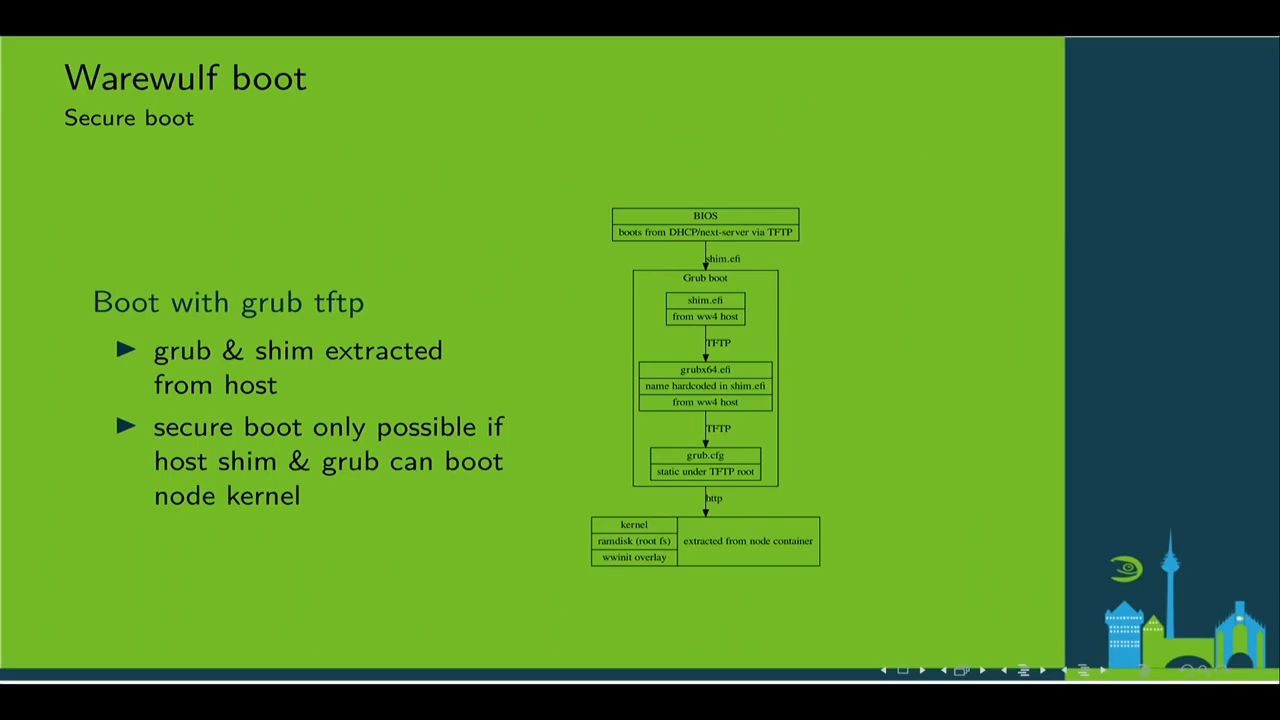 Warewulf boot
Secure boot
Boot with grub tftp
grub & shim extracted
from host
secure boot only possible if
host shim & grub can boot
node kernel
BIOS
boots from DHCP/next-server via TFTP
shim.efi
Grub boot
shim.efi
from ww4 host
TFTP
grubx64.efi
name hardcoded in shim.efi
from ww4 host
TFTP
grub.cfg
static under TFTP root
http
kernel
ramdisk (root fs)
wwinit overlay
extracted from node container